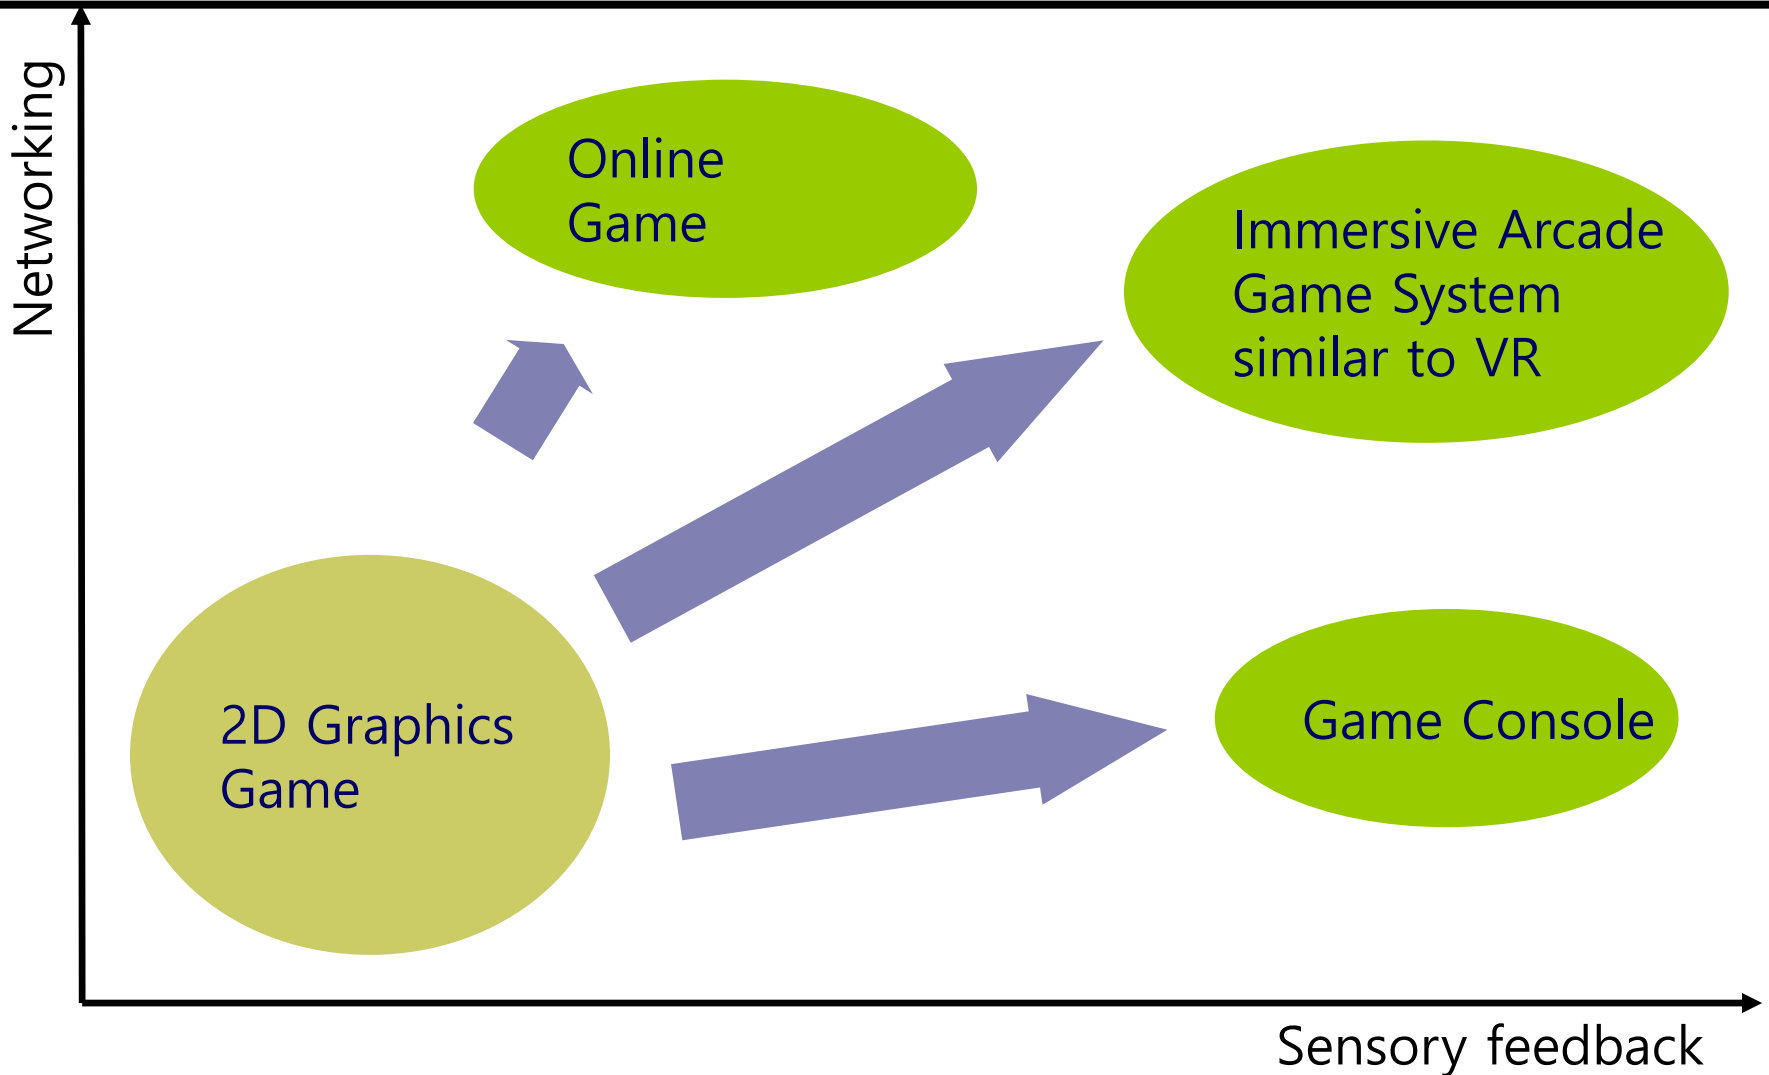 Networking
Online
Game
Immersive Arcade
Game System
similar to VR
2D Graphics
Game
Game Console
Sensory feedback